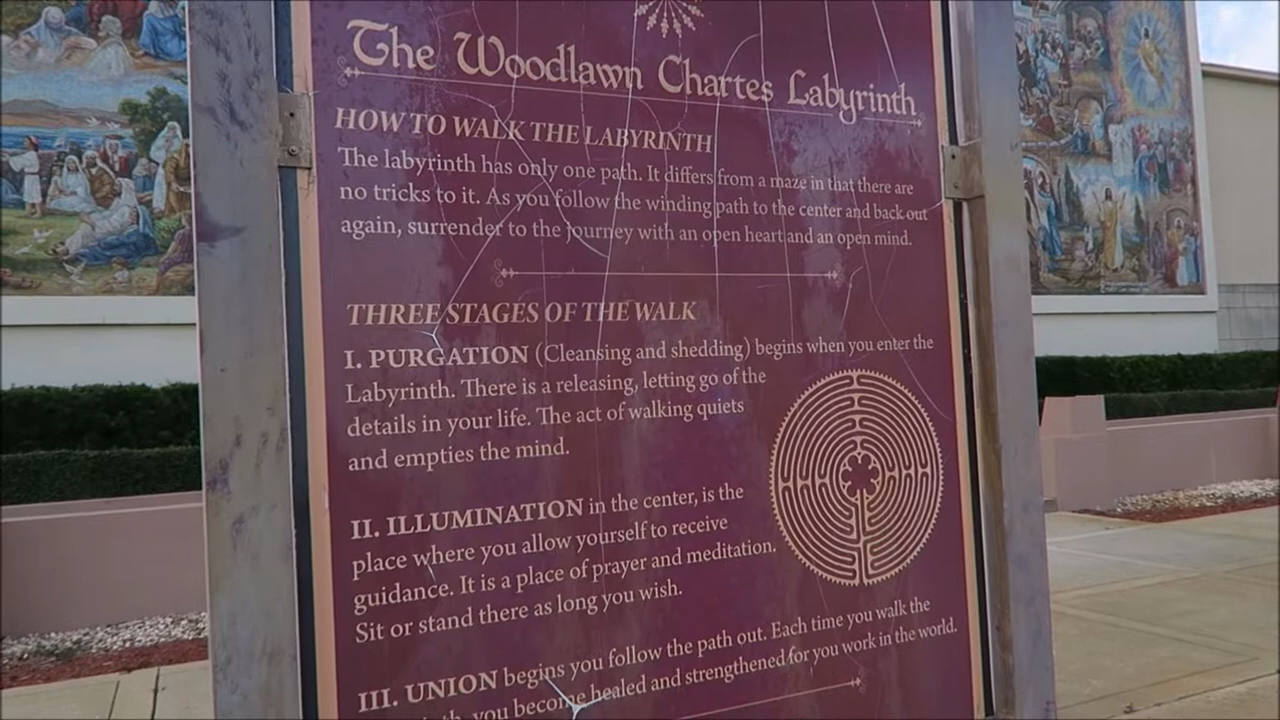 The Woodlawn Chartes Labyrinth
HOW TO WALK THE LABYRINTH
The labyrinth has only one path. It differs from a maze in that there are
no tricks to it. As you follow the winding path to the center and back out
again, surrender to the journey with an open heart and an open mind.
THREE STAGES OF THE WALK
I. PURGATION (Cleansing and shedding) begins when you enter the
Labyrinth. There is a releasing, letting go of the
details in your life. The act of walking quiets
and empties the mind.
II. ILLUMINATION in the center, is the
place where you allow yourself to receive
guidance. It is a place of prayer and meditation.
Sit or stand there as long you wish.
III. UNION begins you follow the path out. Each time you walk the
you become healed and strengthened for you work in the world.